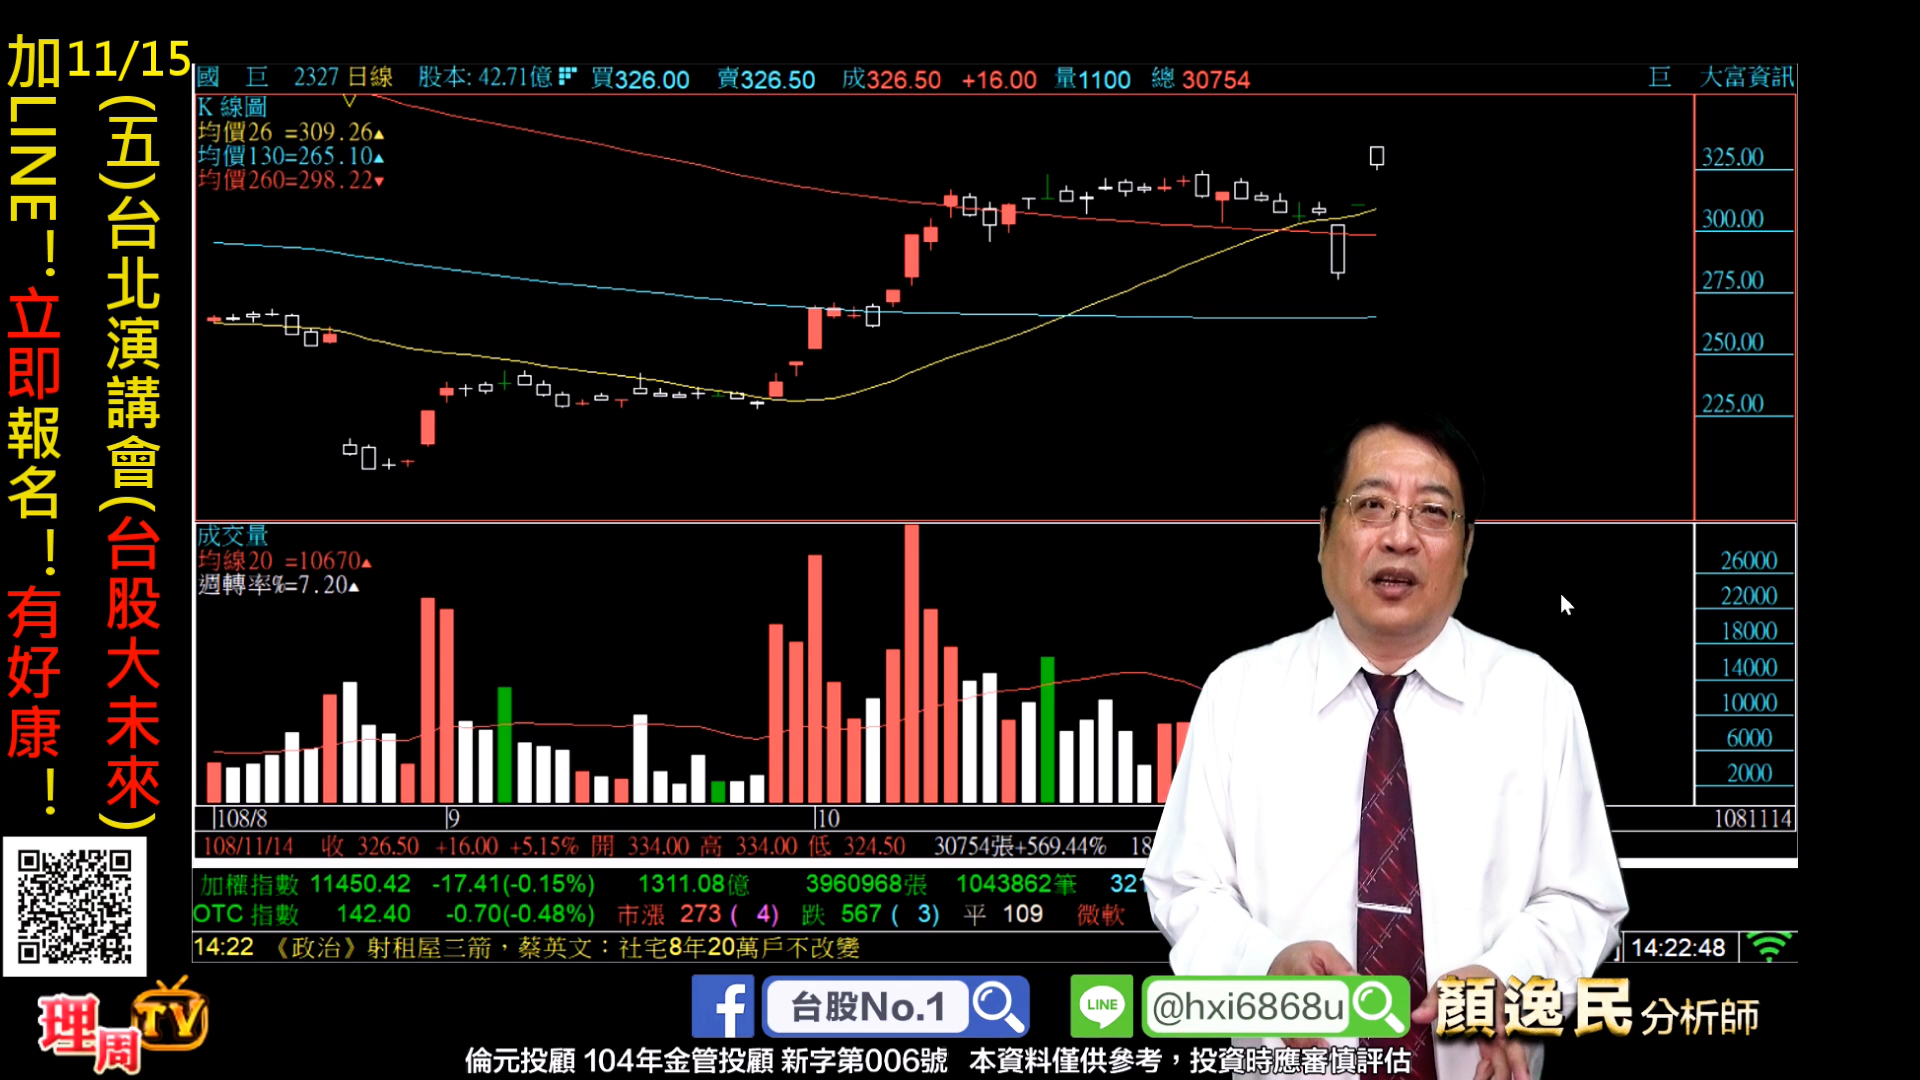 加LINE！立即報名！有好康！
11/15(五)台北演講會(台股大未來)
國 巨 2327 日線 股本: 42.71億 買326.00 賣326.50 成326.50 +16.00 量1100 總 30754 巨 大富資訊
K 線圖
均價26 =309.26▲
均價130=265.10▲
均價260=298.22▼
325.00
300.00
275.00
250.00
225.00
成交量
均線20 =10670▲
週轉率%=7.20▲
26000
22000
18000
14000
10000
6000
2000
108/8 9 10 1081114
108/11/14 收 326.50 +16.00 +5.15% 開 334.00 高 334.00 低 324.50 30754張+569.44% 18
加權指數 11450.42 -17.41(-0.15%) 1311.08億 3960968張 1043862筆 321
OTC 指數 142.40 -0.70(-0.48%) 市漲 273 ( 4) 跌 567 ( 3) 平 109 微軟
14:22 《政治》射租屋三箭，蔡英文：社宅8年20萬戶不改變 14:22:48
理周TV
f 台股No.1 LINE @hxi6868u 顏逸民 分析師
倫元投顧 104年金管投顧 新字第006號 本資料僅供參考，投資時應審慎評估